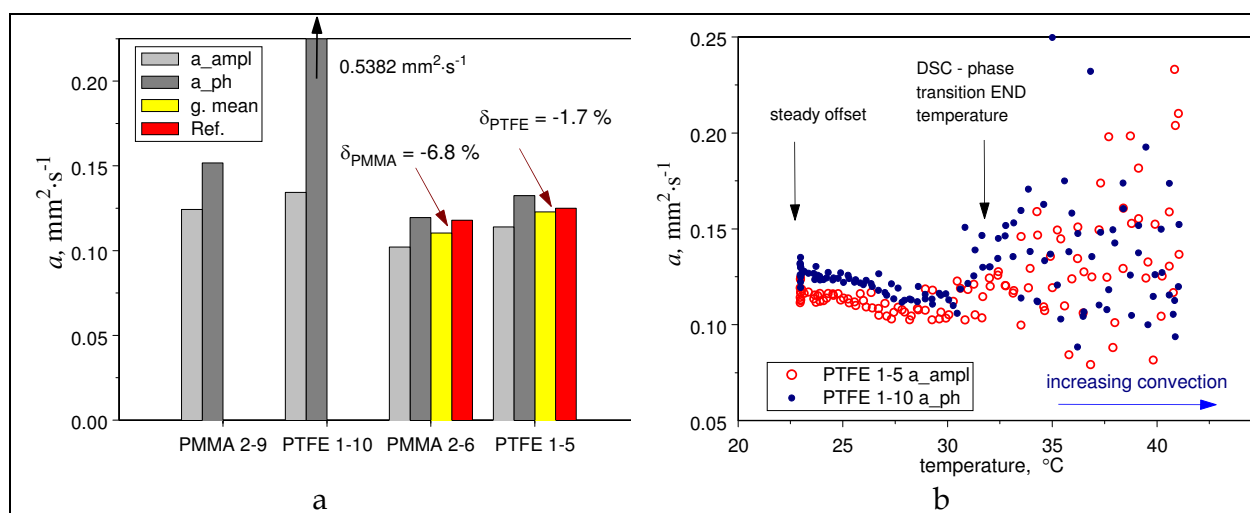 0.20
0.15
0.10
0.05
0.00
a, mm²·s⁻¹
a_ampl
a_ph
g. mean
Ref.
0.5382 mm²·s⁻¹
δPMMA = -6.8 %
δPTFE = -1.7 %
PMMA 2-9
PTFE 1-10
PMMA 2-6
PTFE 1-5
a
0.25
0.20
0.15
0.10
0.05
a, mm²·s⁻¹
steady offset
DSC - phase
transition END
temperature
PTFE 1-5 a_ampl
PTFE 1-10 a_ph
increasing convection
20
25
30
35
40
temperature, °C
b